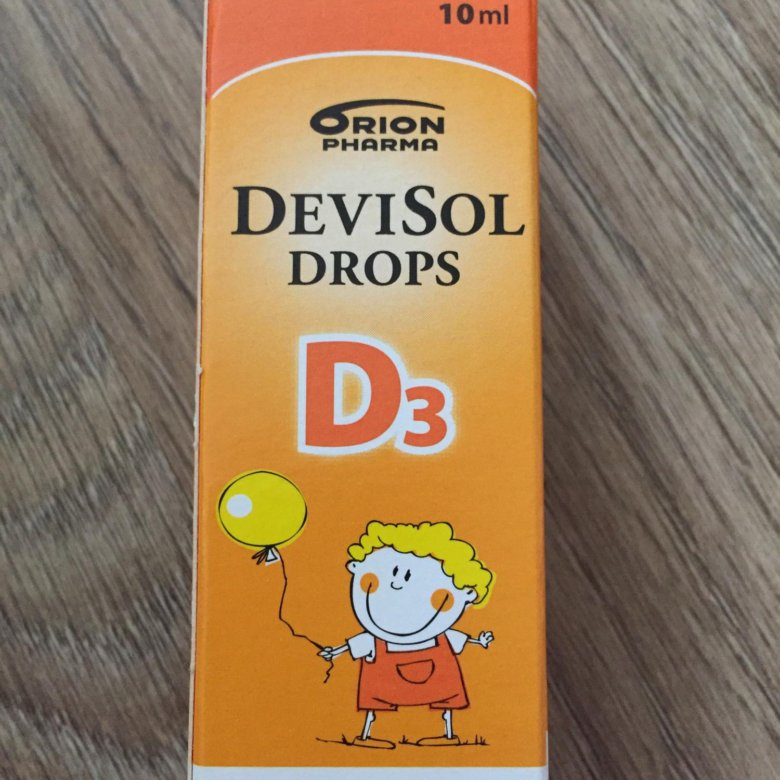 10ml
ORION
PHARMA
DEVISOL
DROPS
D3